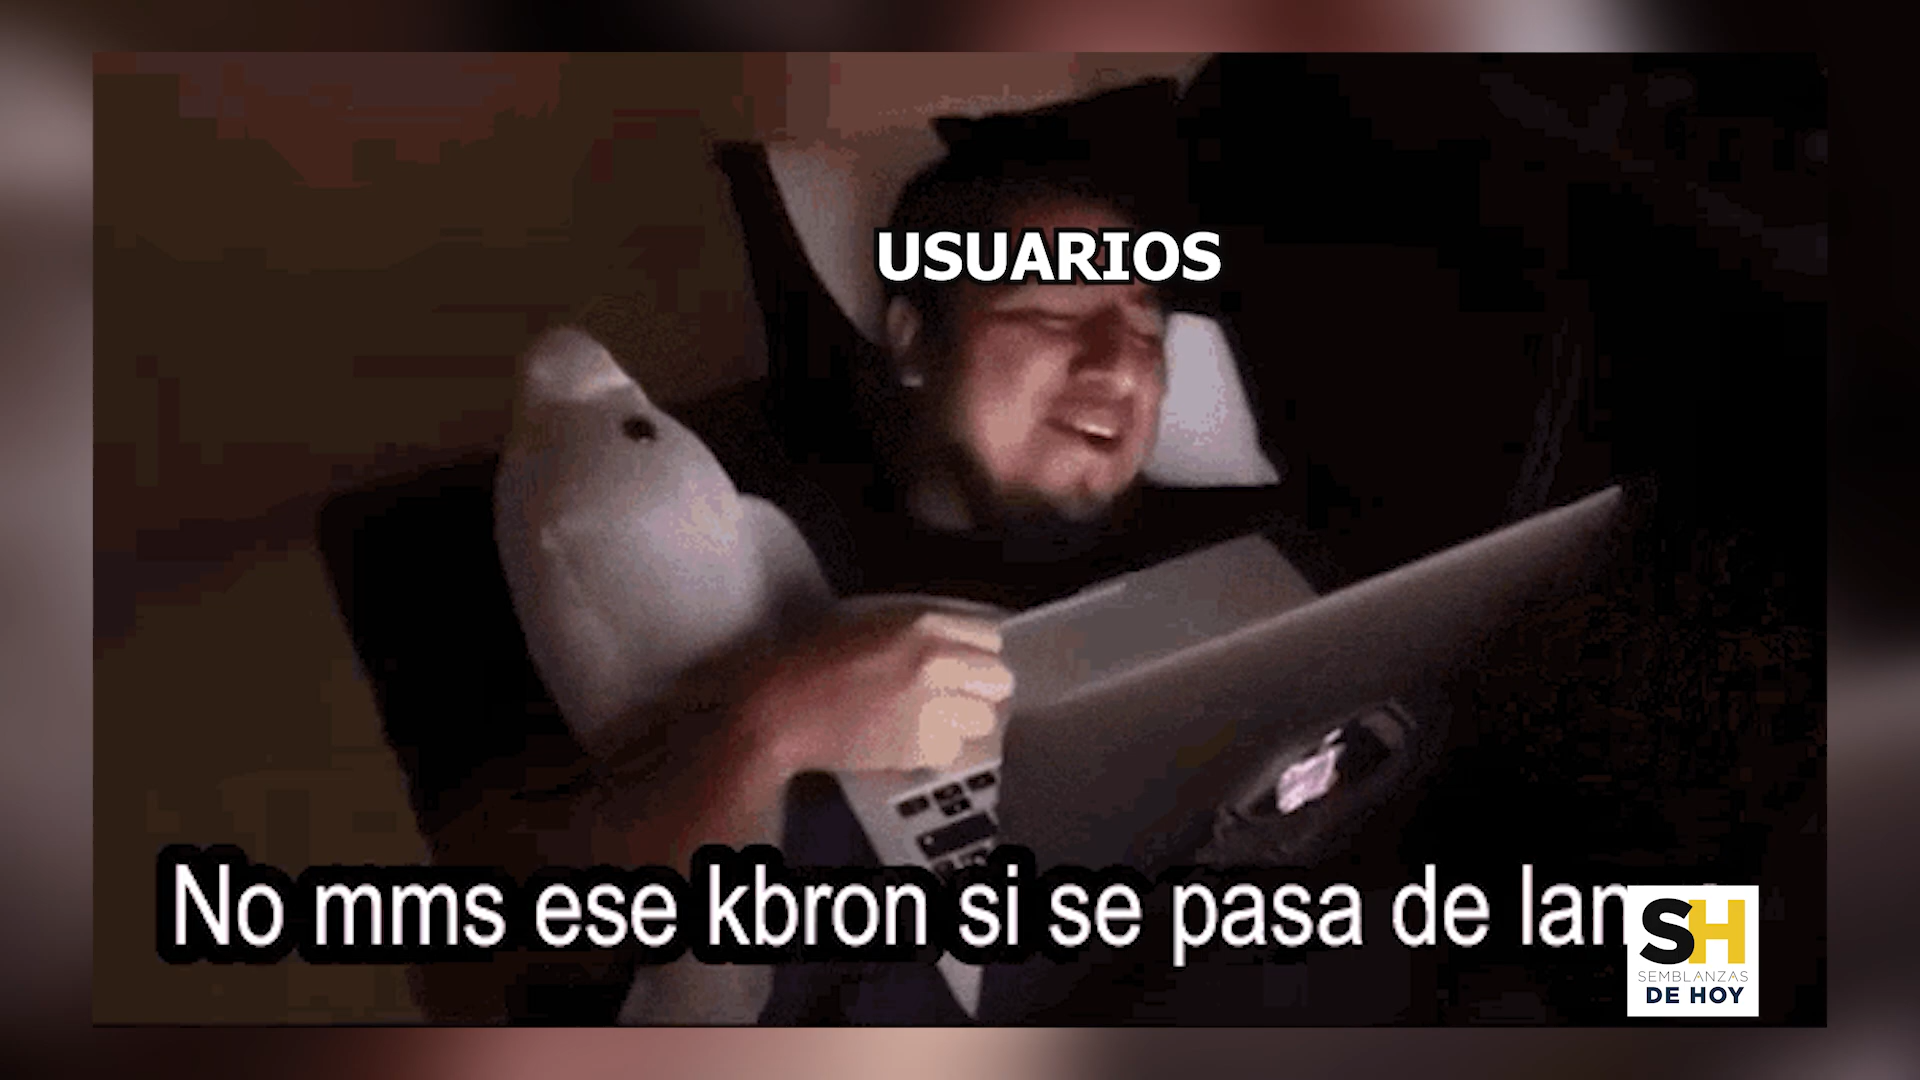 USUARIOS
No mms ese kbron si se pasa de
SH
SEMBLANZAS
DE HOY